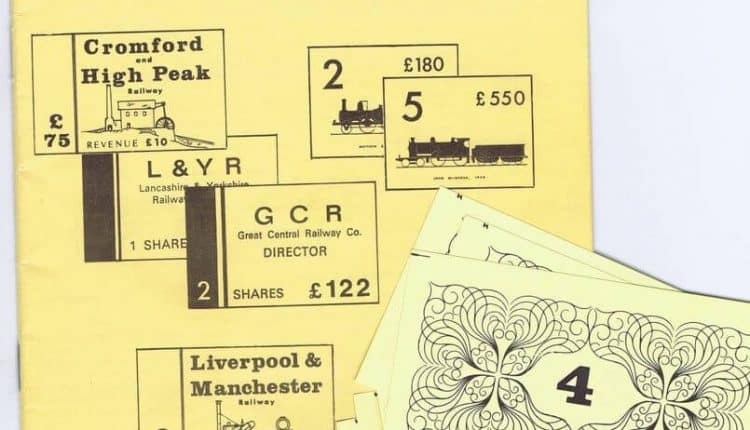 Cromford
and
High Peak
Railway
£
75
REVENUE £10
2 £180
5 £550
L & Y R
Lancashire & Yorkshire
Railway
1 SHARE
G C R
Great Central Railway Co.
DIRECTOR
2 SHARES £122
Liverpool &
Manchester
Railway
4